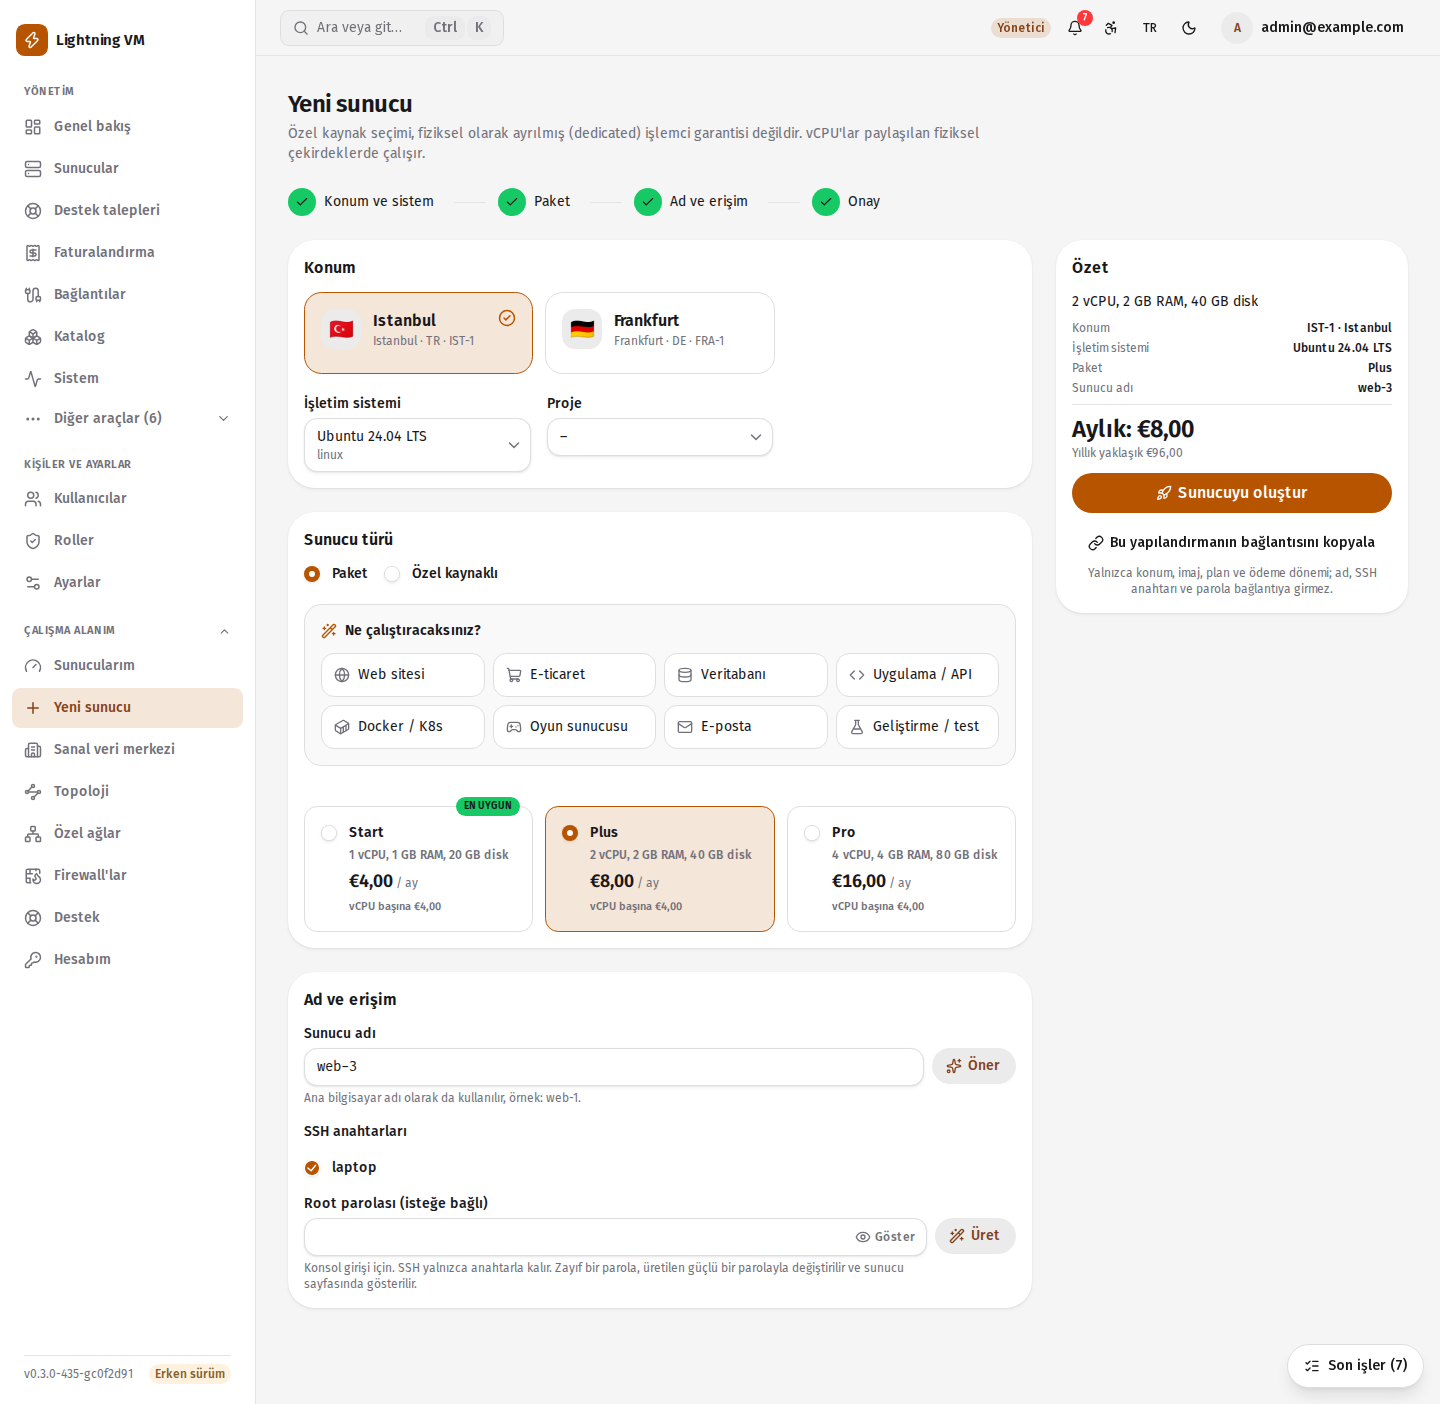 Lightning VM
YÖNETİM
Genel bakış
Sunucular
Destek talepleri
Faturalandırma
Bağlantılar
Katalog
Sistem
Diğer araçlar (6)
KİŞİLER VE AYARLAR
Kullanıcılar
Roller
Ayarlar
ÇALIŞMA ALANIM
Sunucularım
Yeni sunucu
Sanal veri merkezi
Topoloji
Özel ağlar
Firewall'lar
Destek
Hesabım
v0.3.0-435-gc0f2d91 Erken sürüm
Ara veya git... Ctrl K
Yönetici 7 TR A admin@example.com
Yeni sunucu
Özel kaynak seçimi, fiziksel olarak ayrılmış (dedicated) işlemci garantisi değildir. vCPU'lar paylaşılan fiziksel
çekirdeklerde çalışır.
Konum ve sistem Paket Ad ve erişim Onay
Konum
Istanbul
Istanbul · TR · IST-1
Frankfurt
Frankfurt · DE · FRA-1
İşletim sistemi Proje
Ubuntu 24.04 LTS
linux
–
Sunucu türü
Paket Özel kaynaklı
Ne çalıştıracaksınız?
Web sitesi E-ticaret Veritabanı Uygulama / API
Docker / K8s Oyun sunucusu E-posta Geliştirme / test
EN UYGUN
Start
1 vCPU, 1 GB RAM, 20 GB disk
€4,00 / ay
vCPU başına €4,00
Plus
2 vCPU, 2 GB RAM, 40 GB disk
€8,00 / ay
vCPU başına €4,00
Pro
4 vCPU, 4 GB RAM, 80 GB disk
€16,00 / ay
vCPU başına €4,00
Ad ve erişim
Sunucu adı
web-3 Öner
Ana bilgisayar adı olarak da kullanılır, örnek: web-1.
SSH anahtarları
laptop
Root parolası (isteğe bağlı)
Göster Üret
Konsol girişi için. SSH yalnızca anahtarla kalır. Zayıf bir parola, üretilen güçlü bir parolayla değiştirilir ve sunucu
sayfasında gösterilir.
Özet
2 vCPU, 2 GB RAM, 40 GB disk
Konum IST-1 · Istanbul
İşletim sistemi Ubuntu 24.04 LTS
Paket Plus
Sunucu adı web-3
Aylık: €8,00
Yıllık yaklaşık €96,00
Sunucuyu oluştur
Bu yapılandırmanın bağlantısını kopyala
Yalnızca konum, imaj, plan ve ödeme dönemi; ad, SSH
anahtarı ve parola bağlantıya girmez.
Son işler (7)